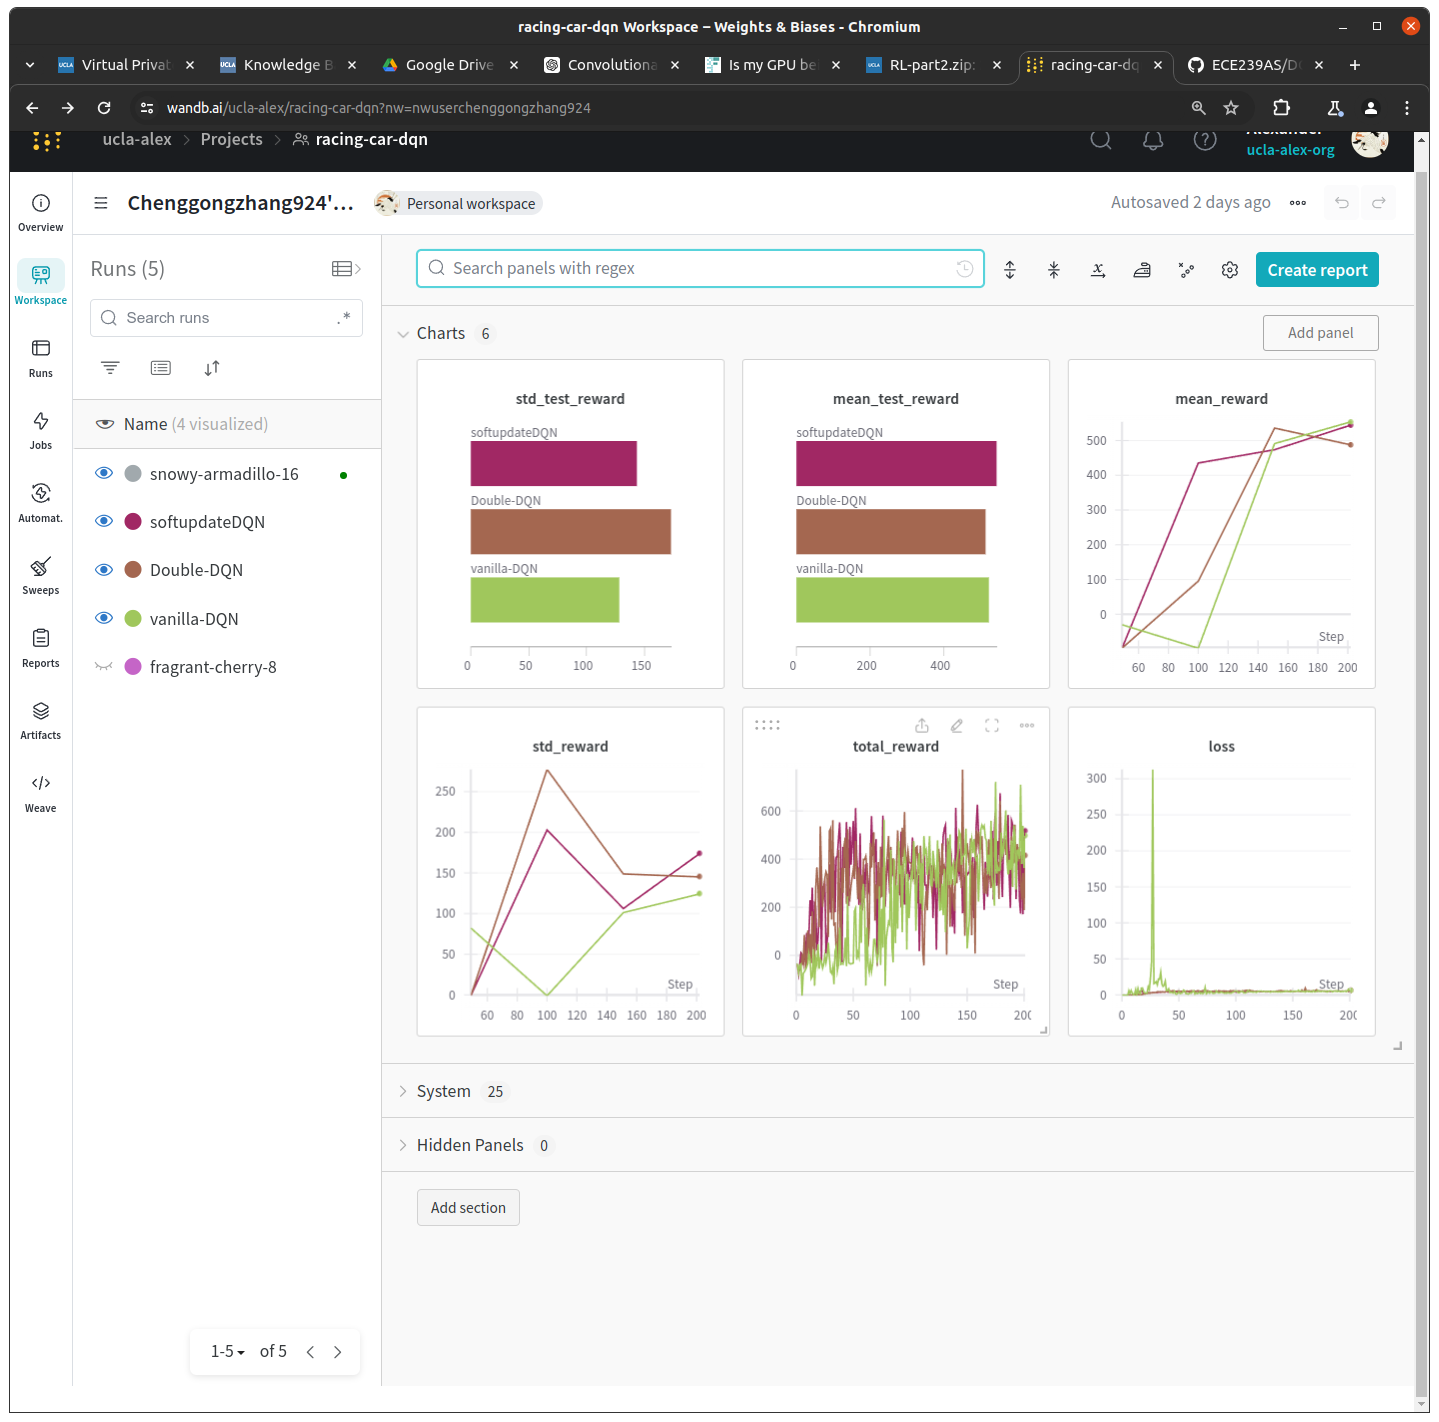 racing-car-dqn Workspace – Weights & Biases - Chromium
Virtual Privat
Knowledge B
Google Drive
Convolutiona
Is my GPU be
RL-part2.zip:
racing-car-dq
ECE239AS/D
wandb.ai/ucla-alex/racing-car-dqn?nw=nwuserchenggongzhang924
ucla-alex > Projects > racing-car-dqn
Alexander
ucla-alex-org
Chenggongzhang924'...
Personal workspace
Autosaved 2 days ago
Overview
Workspace
Runs
Jobs
Automat.
Sweeps
Reports
Artifacts
Weave
Runs (5)
Search runs
.*
Name (4 visualized)
snowy-armadillo-16
softupdateDQN
Double-DQN
vanilla-DQN
fragrant-cherry-8
1-5 of 5
Search panels with regex
Create report
Charts 6
Add panel
std_test_reward
softupdateDQN
Double-DQN
vanilla-DQN
0 50 100 150
mean_test_reward
softupdateDQN
Double-DQN
vanilla-DQN
0 200 400
mean_reward
500
400
300
200
100
0
Step
60 80 100 120 140 160 180 200
std_reward
250
200
150
100
50
0
Step
60 80 100 120 140 160 180 200
total_reward
600
400
200
0
Step
0 50 100 150 200
loss
300
250
200
150
100
50
0
Step
0 50 100 150 200
System 25
Hidden Panels 0
Add section